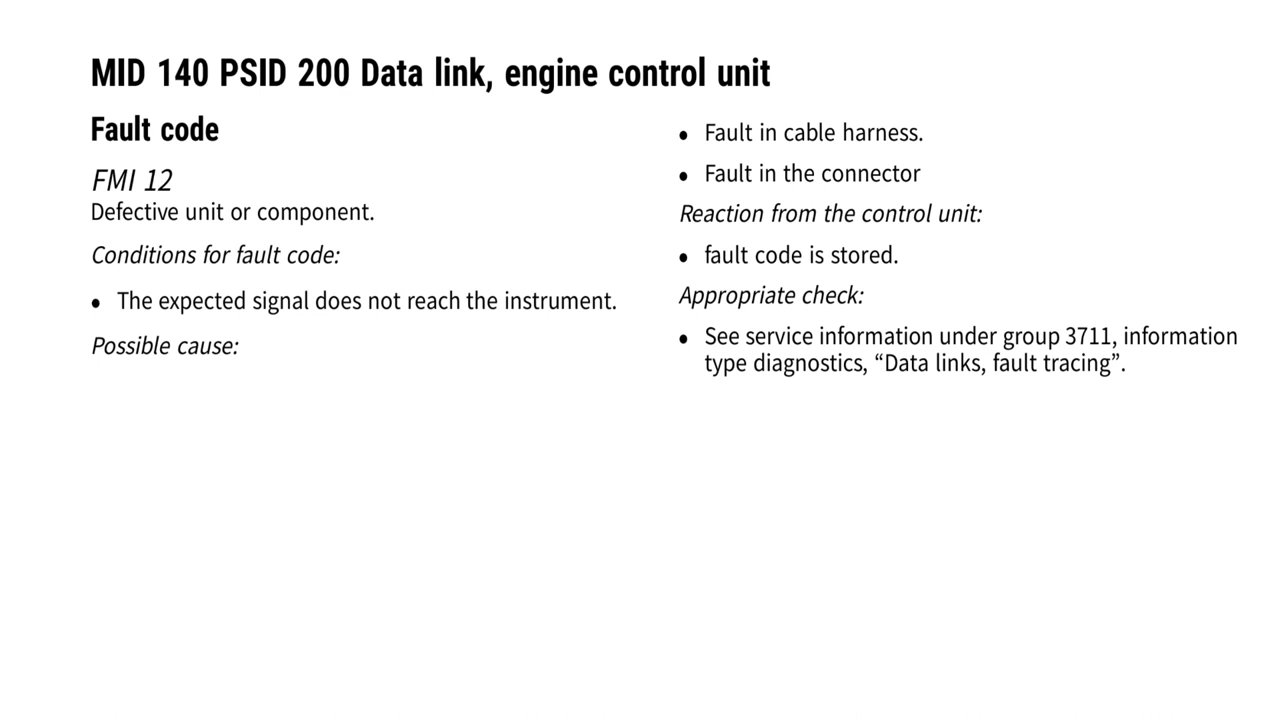 MID 140 PSID 200 Data link, engine control unit
Fault code
FMI 12
Defective unit or component.
Conditions for fault code:
• The expected signal does not reach the instrument.
Possible cause:
• Fault in cable harness.
• Fault in the connector
Reaction from the control unit:
• fault code is stored.
Appropriate check:
• See service information under group 3711, information
type diagnostics, “Data links, fault tracing”.